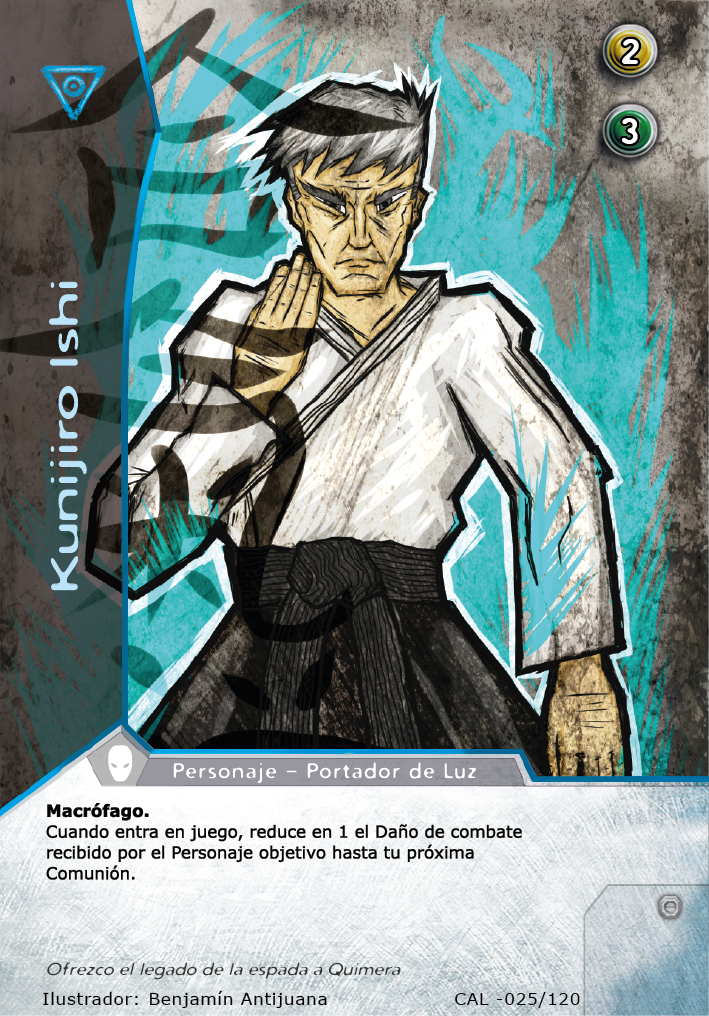 2
3
Kunijiro Ishi
Personaje – Portador de Luz
Macrófago.
Cuando entra en juego, reduce en 1 el Daño de combate
recibido por el Personaje objetivo hasta tu próxima
Comunión.
Ofrezco el legado de la espada a Quimera
Ilustrador: Benjamín Antijuana
CAL -025/120